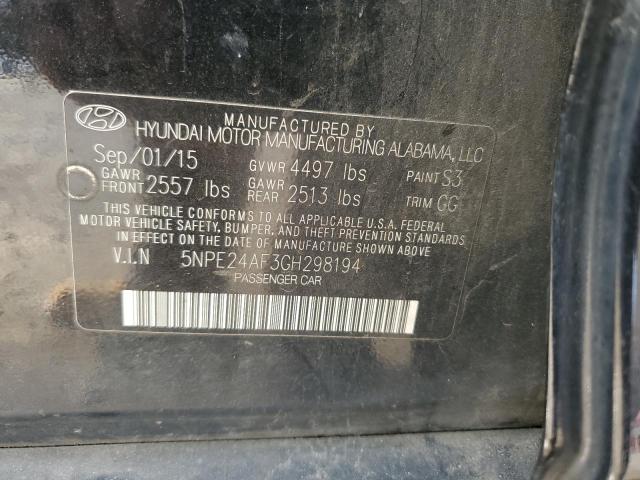 MANUFACTURED BY
HYUNDAI MOTOR MANUFACTURING ALABAMA, LLC
Sep/01/15 GVWR 4497 lbs PAINT S3
GAWR FRONT 2557 lbs GAWR REAR 2513 lbs TRIM GG
THIS VEHICLE CONFORMS TO ALL APPLICABLE U.S.A. FEDERAL
MOTOR VEHICLE SAFETY, BUMPER, AND THEFT PREVENTION STANDARDS
IN EFFECT ON THE DATE OF MANUFACTURE SHOWN ABOVE
V.I.N 5NPE24AF3GH298194
PASSENGER CAR